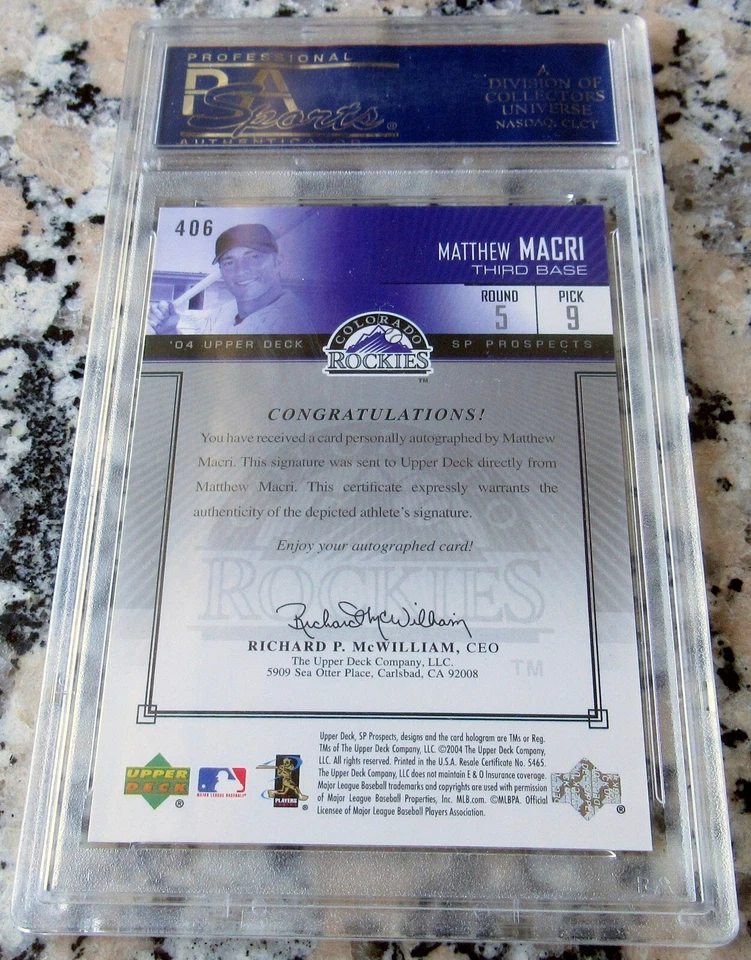 PROFESSIONAL
PSA
Sports®
AUTHENTICATOR
A
DIVISION OF
COLLECTORS
UNIVERSE
NASDAQ: CLCT
406
MATTHEW MACRI
THIRD BASE
ROUND PICK
5 9
'04 UPPER DECK
COLORADO
ROCKIES
TM
SP PROSPECTS
CONGRATULATIONS!
You have received a card personally autographed by Matthew
Macri. This signature was sent to Upper Deck directly from
Matthew Macri. This certificate expressly warrants the
authenticity of the depicted athlete's signature.
Enjoy your autographed card!
ROCKIES
TM
Richard McWilliam
RICHARD P. McWILLIAM, CEO
The Upper Deck Company, LLC.
5909 Sea Otter Place, Carlsbad, CA 92008
Upper Deck, SP Prospects, designs and the card hologram are TMs or Reg.
TMs of The Upper Deck Company, LLC. ©2004 The Upper Deck Company,
LLC. All rights reserved. Printed in the U.S.A. Resale Certificate No. 5465.
The Upper Deck Company, LLC does not maintain E & O Insurance coverage.
Major League Baseball trademarks and copyrights are used with permission
of Major League Baseball Properties, Inc. MLB.com. ©MLBPA. Official
Licensee of Major League Baseball Players Association.
UPPER
DECK
®
MAJOR LEAGUE BASEBALL
PLAYERS
®